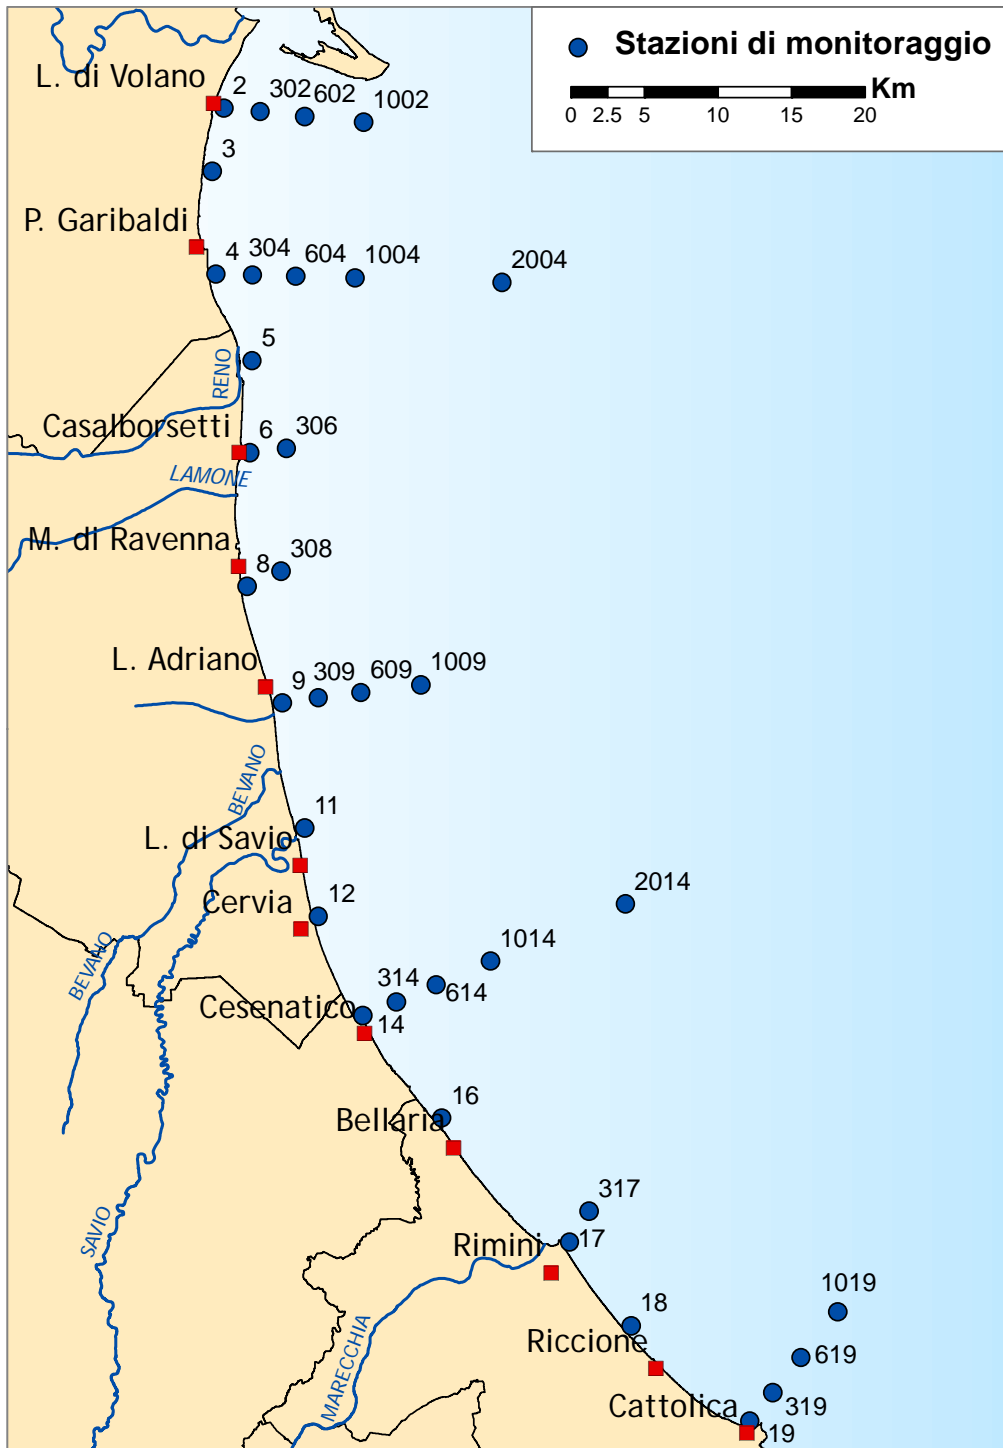 Stazioni di monitoraggio
Km
0 2.5 5 10 15 20
L. di Volano
2 302 602 1002
3
P. Garibaldi
4 304 604 1004 2004
5
RENO
Casalborsetti
6 306
LAMONE
M. di Ravenna
8 308
L. Adriano
9 309 609 1009
BEVANO
11
L. di Savio
Cervia
12
2014
BEVANO
1014
314
614
Cesenatico
14
16
Bellaria
317
SAVIO
Rimini
17
1019
18
MARECCHIA
Riccione
619
Cattolica
319
19